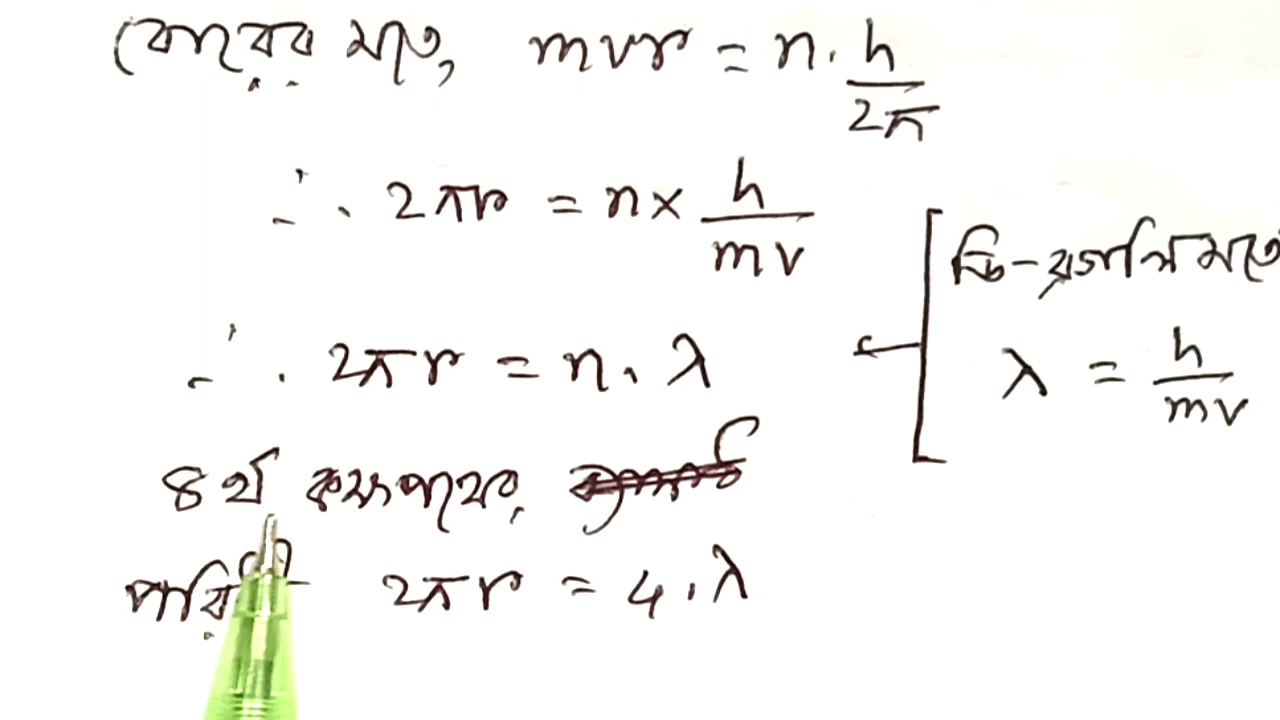 বোরের মতে, mvr = n. h/2π
∴ 2πr = n× h/mv
∴ 2πr = n. λ
ডি-ব্রগলি মতে
λ = h/mv
৪র্থ কক্ষপথের,
পরিধি 2πr = 4. λ